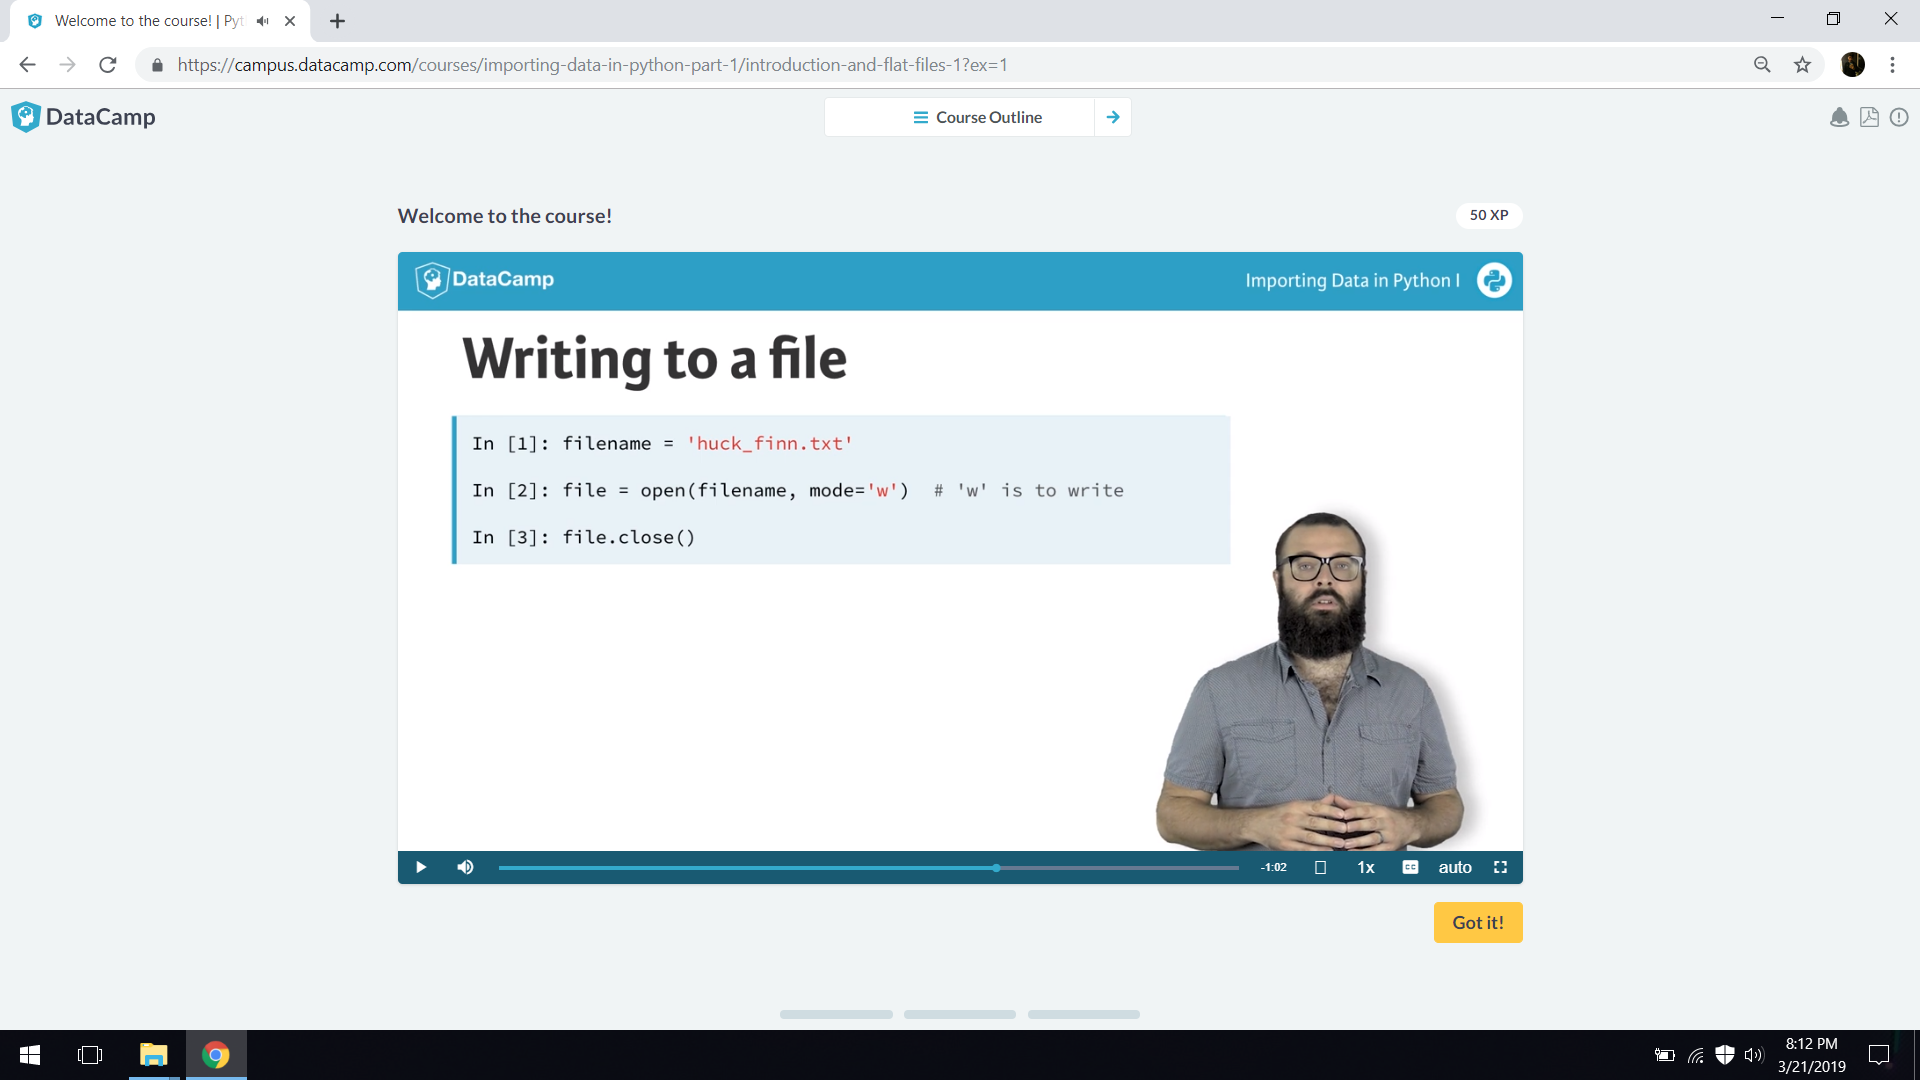 Welcome to the course! | Pyt
https://campus.datacamp.com/courses/importing-data-in-python-part-1/introduction-and-flat-files-1?ex=1
DataCamp
Course Outline
Welcome to the course!
50 XP
DataCamp
Importing Data in Python I
Writing to a file
In [1]: filename = 'huck_finn.txt'
In [2]: file = open(filename, mode='w')  # 'w' is to write
In [3]: file.close()
-1:02
1x
CC
auto
Got it!
8:12 PM
3/21/2019